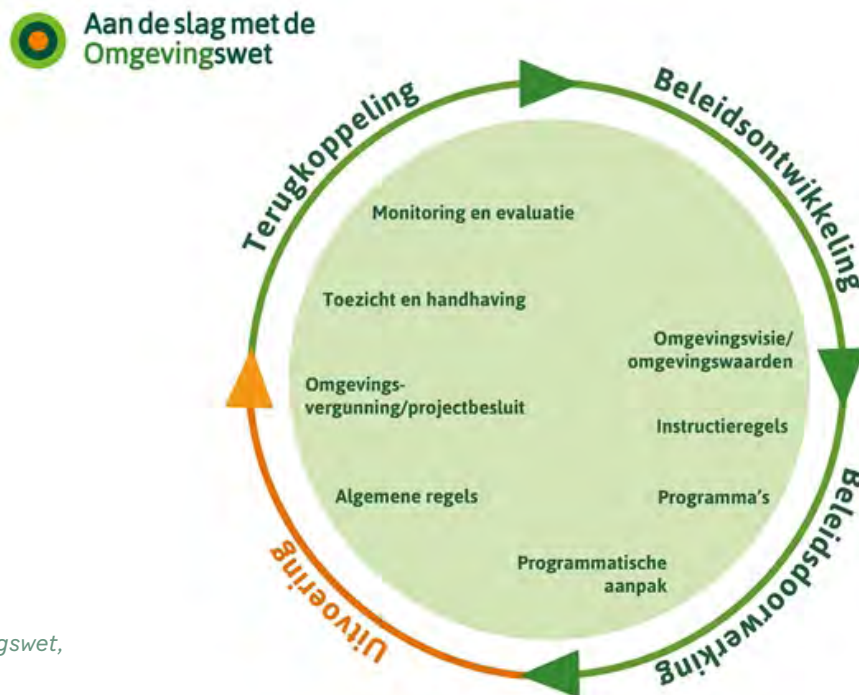 Aan de slag met de
Omgevingswet
Terugkoppeling
Beleidsontwikkeling
Monitoring en evaluatie
Toezicht en handhaving
Omgevingsvisie/
omgevingswaarden
Omgevings-
vergunning/projectbesluit
Instructieregels
Algemene regels
Programma's
Programmatische
aanpak
Uitvoering
Beleidsdoorwerking
gswet,